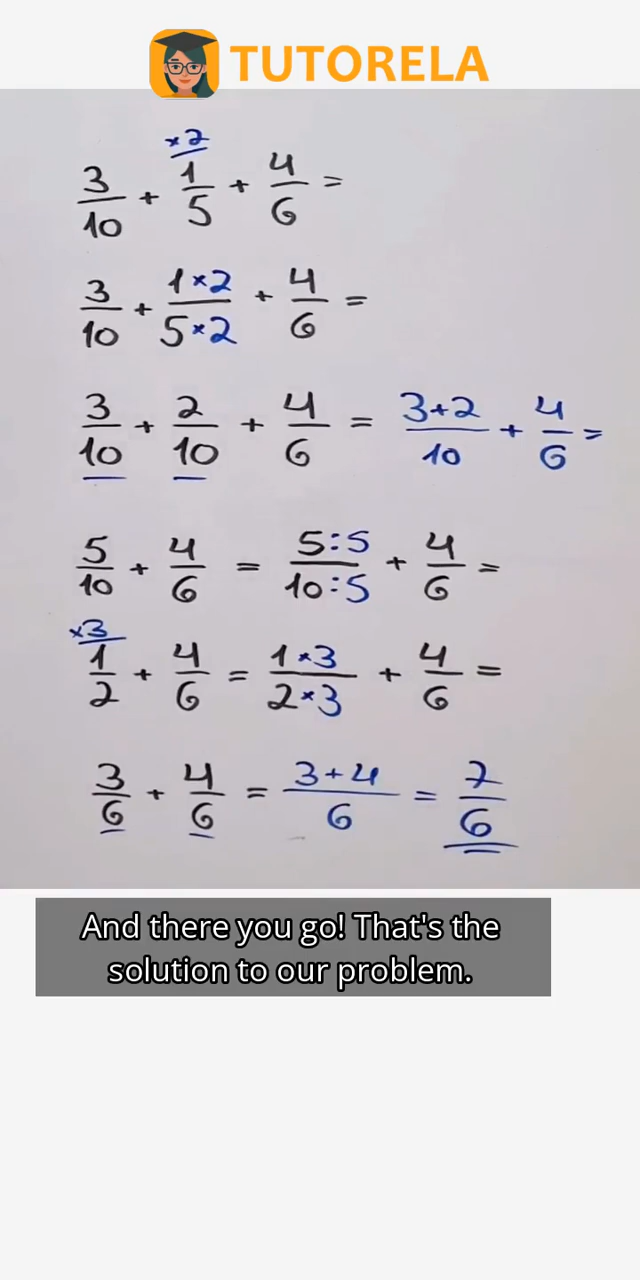 TUTORELA
×2
3/10 + 1/5 + 4/6 =
3/10 + 1×2/5×2 + 4/6 =
3/10 + 2/10 + 4/6 = 3+2/10 + 4/6 =
5/10 + 4/6 = 5:5/10:5 + 4/6 =
×3
1/2 + 4/6 = 1×3/2×3 + 4/6 =
3/6 + 4/6 = 3+4/6 = 7/6
And there you go! That's the
solution to our problem.